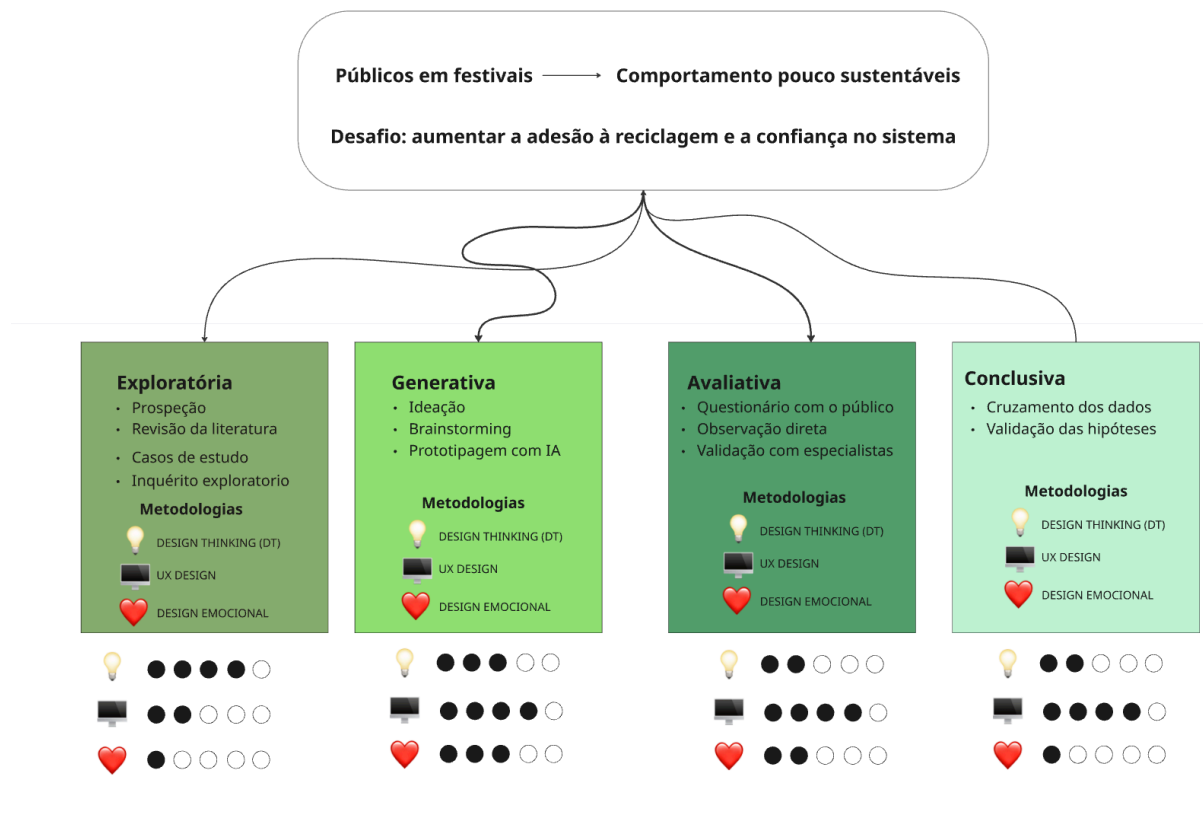 Públicos em festivais
Comportamento pouco sustentáveis
Desafio: aumentar a adesão à reciclagem e a confiança no sistema
Exploratória
• Prospeção
• Revisão da literatura
• Casos de estudo
• Inquérito exploratorio
Metodologias
DESIGN THINKING (DT)
UX DESIGN
DESIGN EMOCIONAL
Generativa
• Ideação
• Brainstorming
• Prototipagem com IA
Metodologias
DESIGN THINKING (DT)
UX DESIGN
DESIGN EMOCIONAL
Avaliativa
• Questionário com o público
• Observação direta
• Validação com especialistas
Metodologias
DESIGN THINKING (DT)
UX DESIGN
DESIGN EMOCIONAL
Conclusiva
• Cruzamento dos dados
• Validação das hipóteses
Metodologias
DESIGN THINKING (DT)
UX DESIGN
DESIGN EMOCIONAL